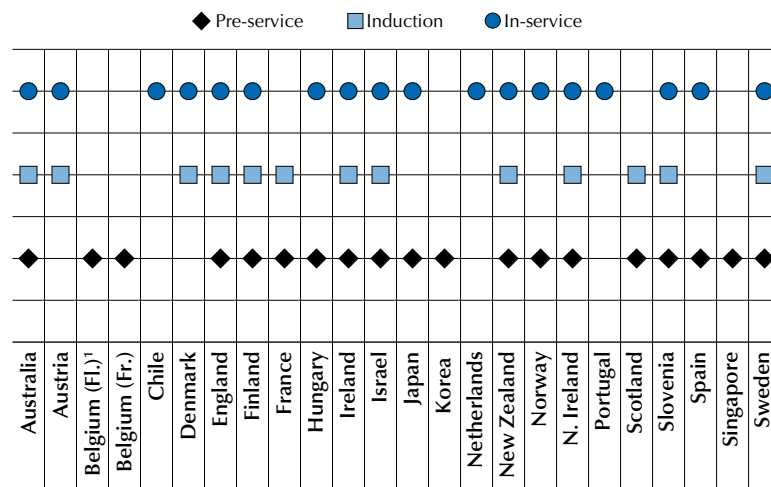 Pre-service Induction In-service
Australia
Austria
Belgium (Fl.)¹
Belgium (Fr.)
Chile
Denmark
England
Finland
France
Hungary
Ireland
Israel
Japan
Korea
Netherlands
New Zealand
Norway
N. Ireland
Portugal
Scotland
Slovenia
Spain
Singapore
Sweden